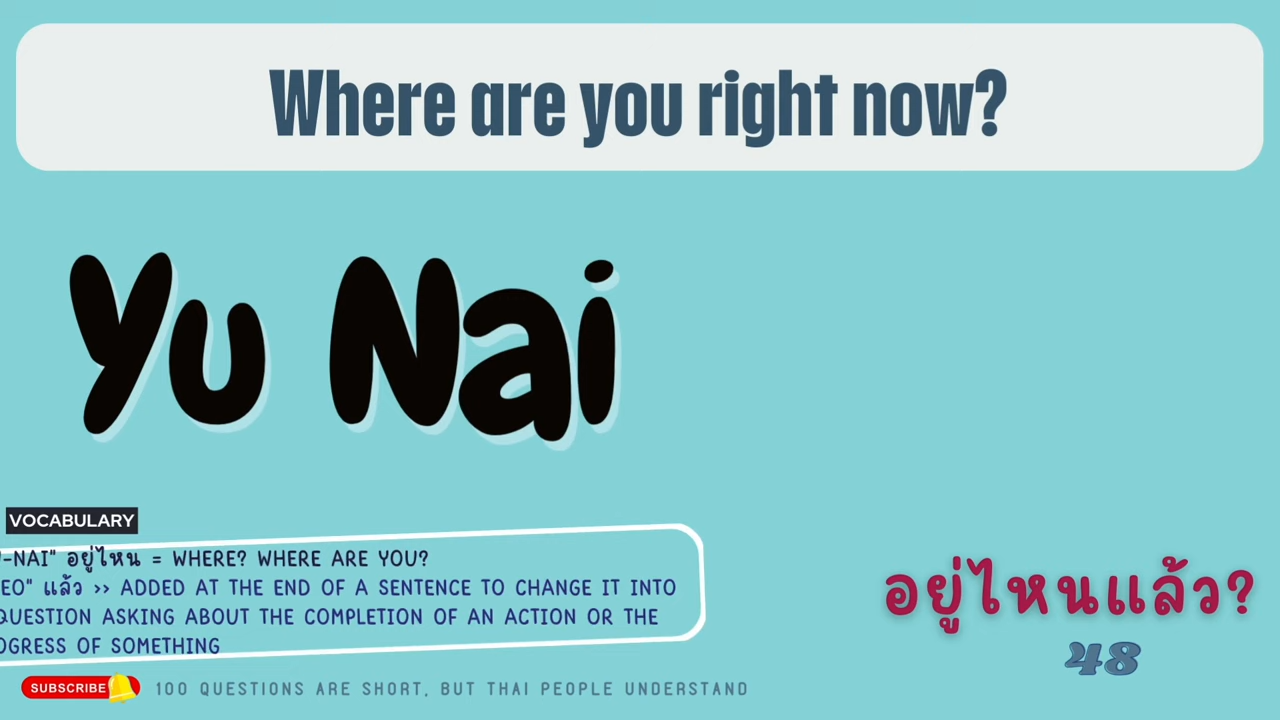 Where are you right now?
Yu Nai
VOCABULARY
-NAI" อยู่ไหน = WHERE? WHERE ARE YOU?
EO" แล้ว >> ADDED AT THE END OF A SENTENCE TO CHANGE IT INTO
QUESTION ASKING ABOUT THE COMPLETION OF AN ACTION OR THE
OGRESS OF SOMETHING
อยู่ไหนแล้ว?
48
SUBSCRIBE
100 QUESTIONS ARE SHORT, BUT THAI PEOPLE UNDERSTAND